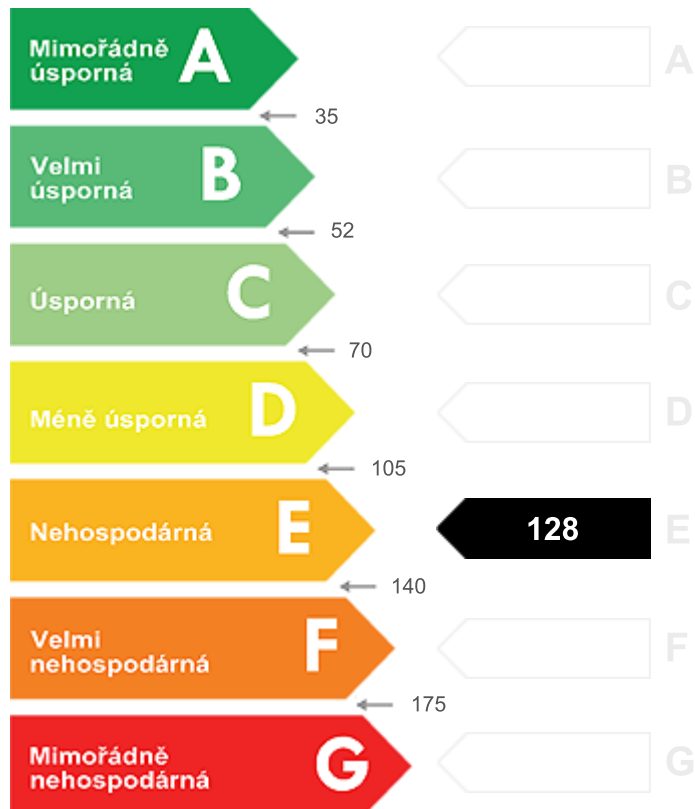 Mimořádně
úsporná
A
A
35
Velmi
úsporná
B
B
52
Úsporná
C
C
70
Méně úsporná
D
D
105
Nehospodárná
E
128
E
140
Velmi
nehospodárná
F
F
175
Mimořádně
nehospodárná
G
G